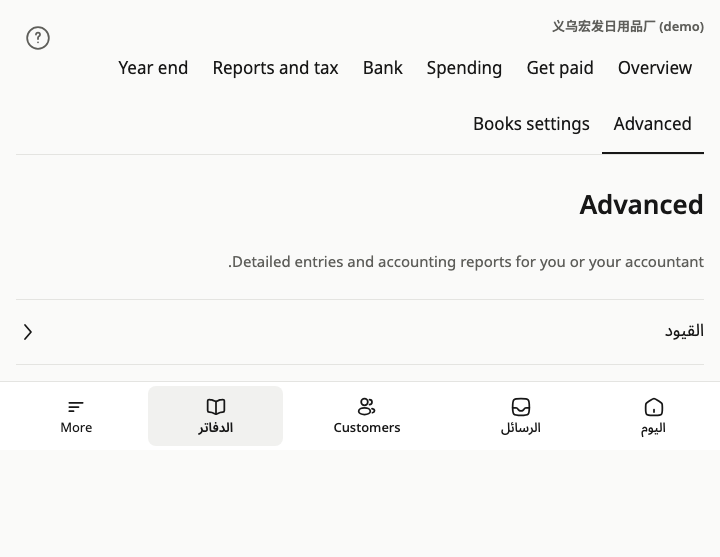 义乌宏发日用品厂 (demo)
Overview Get paid Spending Bank Reports and tax Year end
Advanced Books settings
Advanced
Detailed entries and accounting reports for you or your accountant.
القيود
اليوم الرسائل Customers الدفاتر More